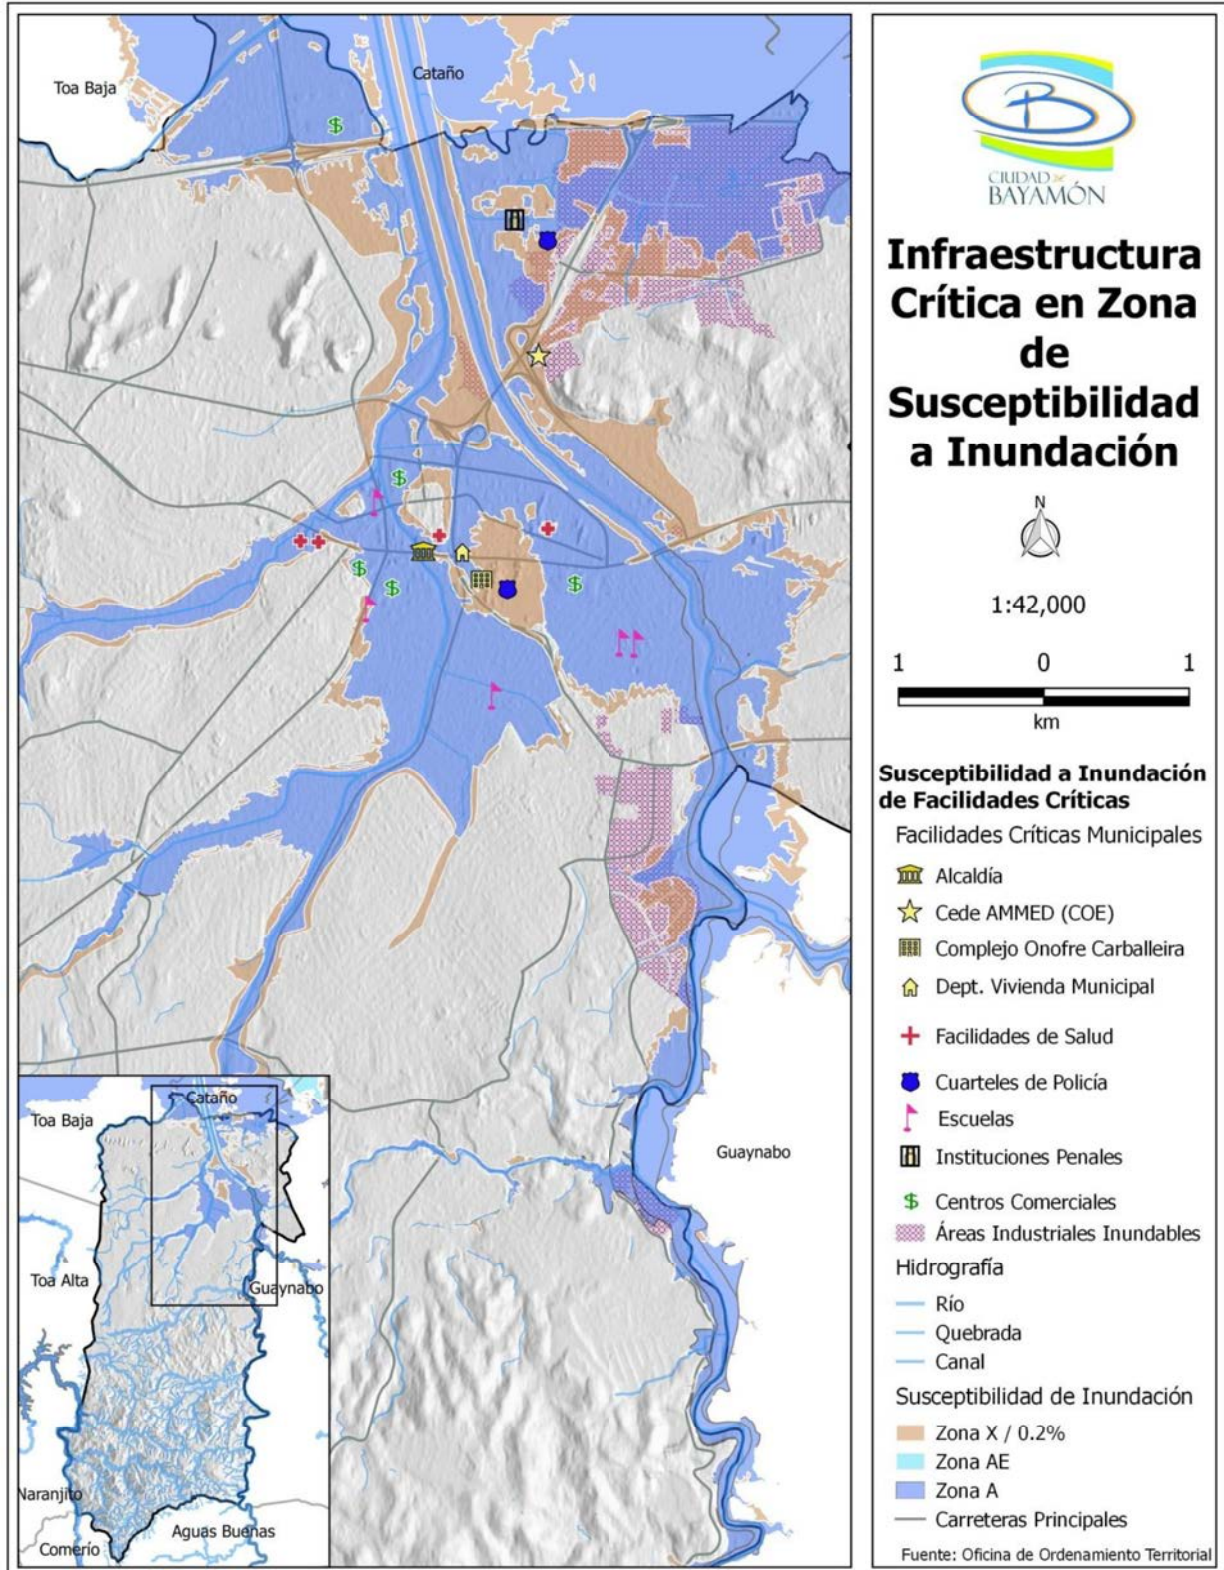 Toa Baja
Cataño
Guaynabo
Cataño
Toa Baja
Toa Alta
Guaynabo
Naranjito
Aguas Buenas
Comerío
B
CIUDAD DE
BAYAMÓN
Infraestructura
Crítica en Zona
de
Susceptibilidad
a Inundación
N
1:42,000
1 0 1
km
Susceptibilidad a Inundación
de Facilidades Críticas
Facilidades Críticas Municipales
Alcaldía
Cede AMMED (COE)
Complejo Onofre Carballeira
Dept. Vivienda Municipal
Facilidades de Salud
Cuarteles de Policía
Escuelas
Instituciones Penales
$ Centros Comerciales
Áreas Industriales Inundables
Hidrografía
Río
Quebrada
Canal
Susceptibilidad de Inundación
Zona X / 0.2%
Zona AE
Zona A
Carreteras Principales
Fuente: Oficina de Ordenamiento Territorial